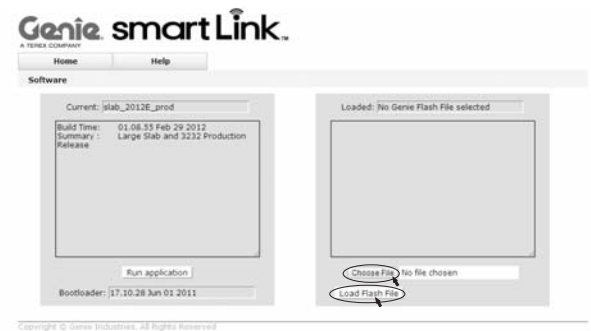 Genie smartLink™
A TEREX COMPANY
Home Help
Software
Current: slab_2012E_prod
Build Time: 01.08.55 Feb 29 2012
Summary : Large Slab and 3232 Production
Release
Run application
Bootloader: 17.10.28 Jun 01 2011
Loaded: No Genie Flash File selected
Choose File No file chosen
Load Flash File
Copyright © Genie Industries. All Rights Reserved